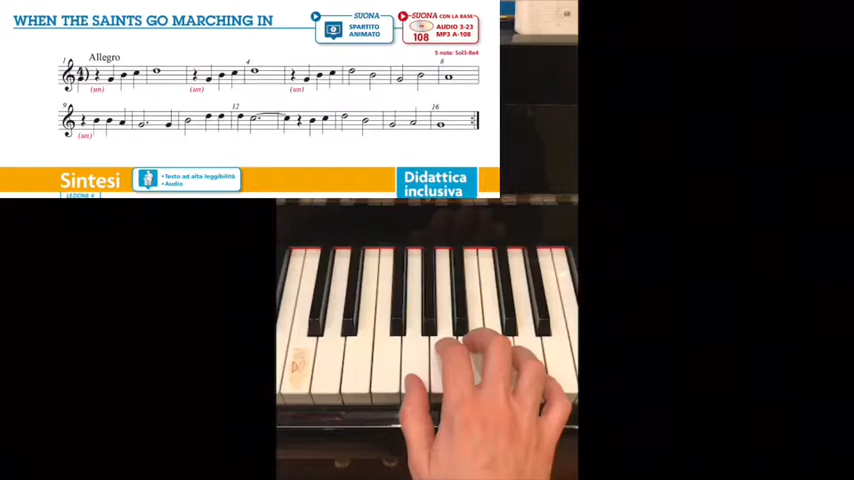 WHEN THE SAINTS GO MARCHING IN
SUONA
SPARTITO
ANIMATO
SUONA CON LA BASE
108
AUDIO 3-23
MP3 A-108
5 note: Sol3-Re4
Allegro
1
4
8
(un)
(un)
(un)
9
12
16
(un)
Sintesi
LEZIONE 4
• Testo ad alta leggibilità
• Audio
Didattica
inclusiva
DO